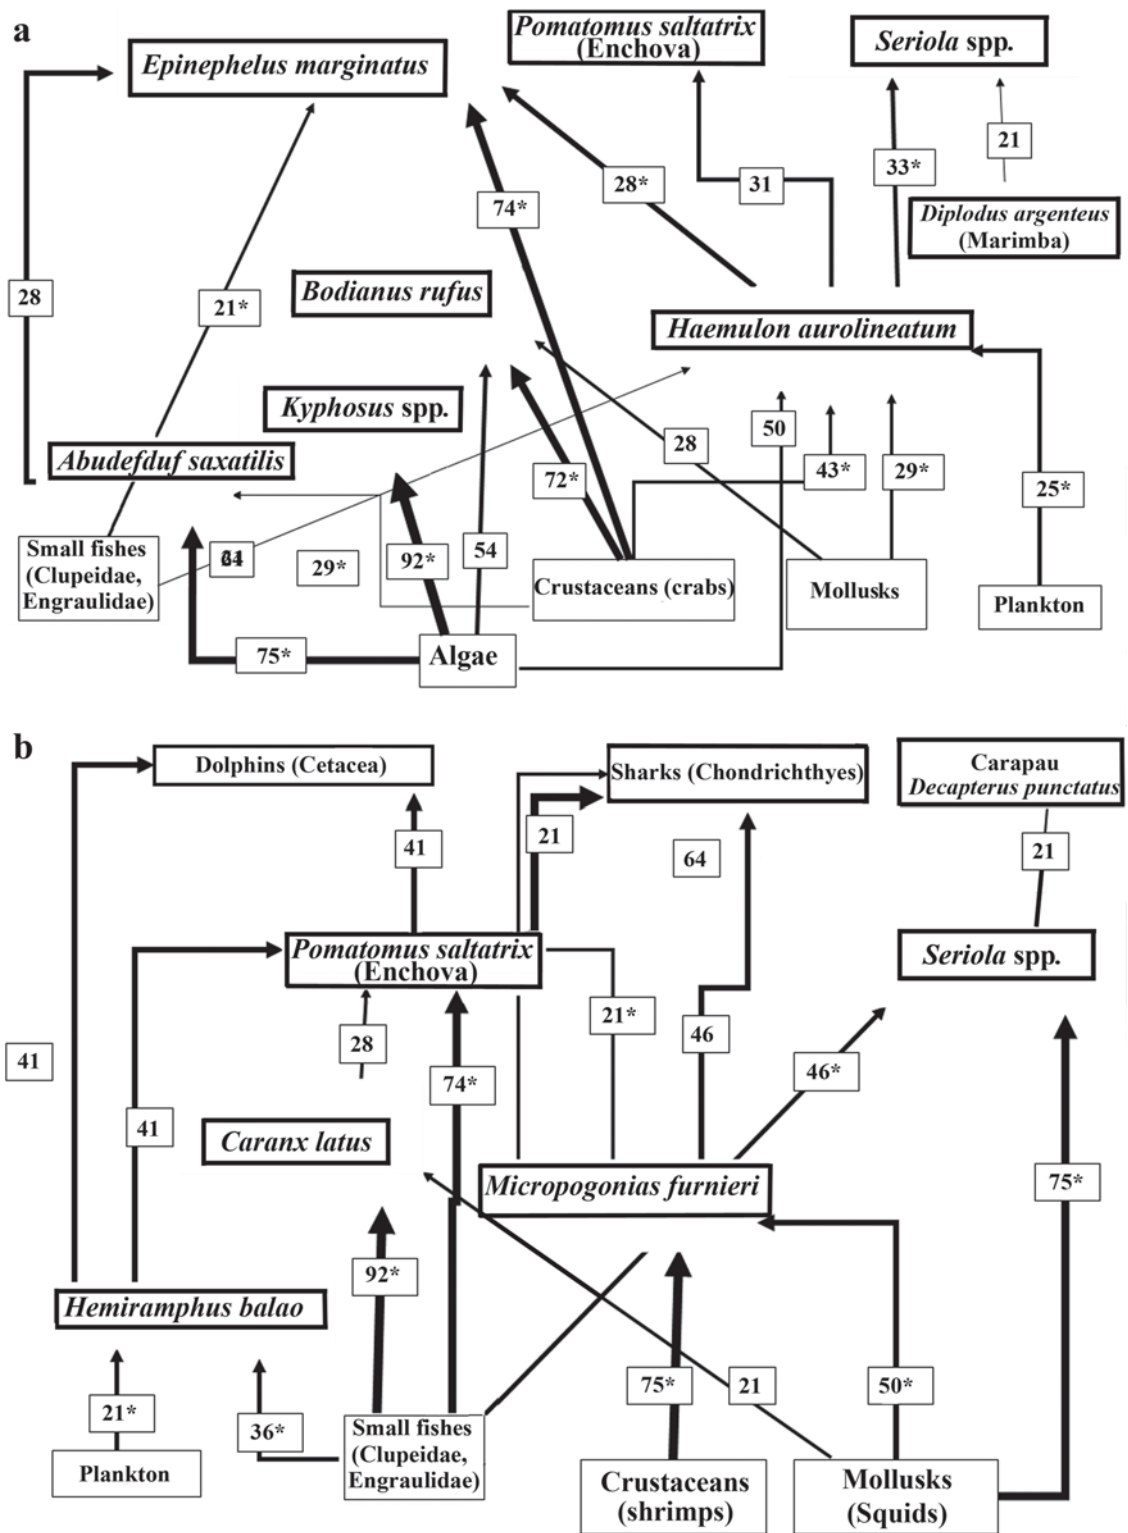 a
Pomatomus saltatrix
(Enchova)
Seriola spp.
Epinephelus marginatus
21
33*
28*
31
74*
Diplodus argenteus
(Marimba)
28
21*
Bodianus rufus
Haemulon aurolineatum
Kyphosus spp.
50
28
Abudefduf saxatilis
43*
29*
72*
25*
54
Small fishes
(Clupeidae,
Engraulidae)
29*
92*
Crustaceans (crabs)
Mollusks
Plankton
75*
Algae
b
Dolphins (Cetacea)
Sharks (Chondrichthyes)
Carapau
Decapterus punctatus
41
21
64
21
Pomatomus saltatrix
(Enchova)
Seriola spp.
21*
46
28
41
74*
46*
41
Caranx latus
Micropogonias furnieri
75*
92*
Hemiramphus balao
75*
21
50*
21*
36*
Small fishes
(Clupeidae,
Engraulidae)
Plankton
Crustaceans
(shrimps)
Mollusks
(Squids)